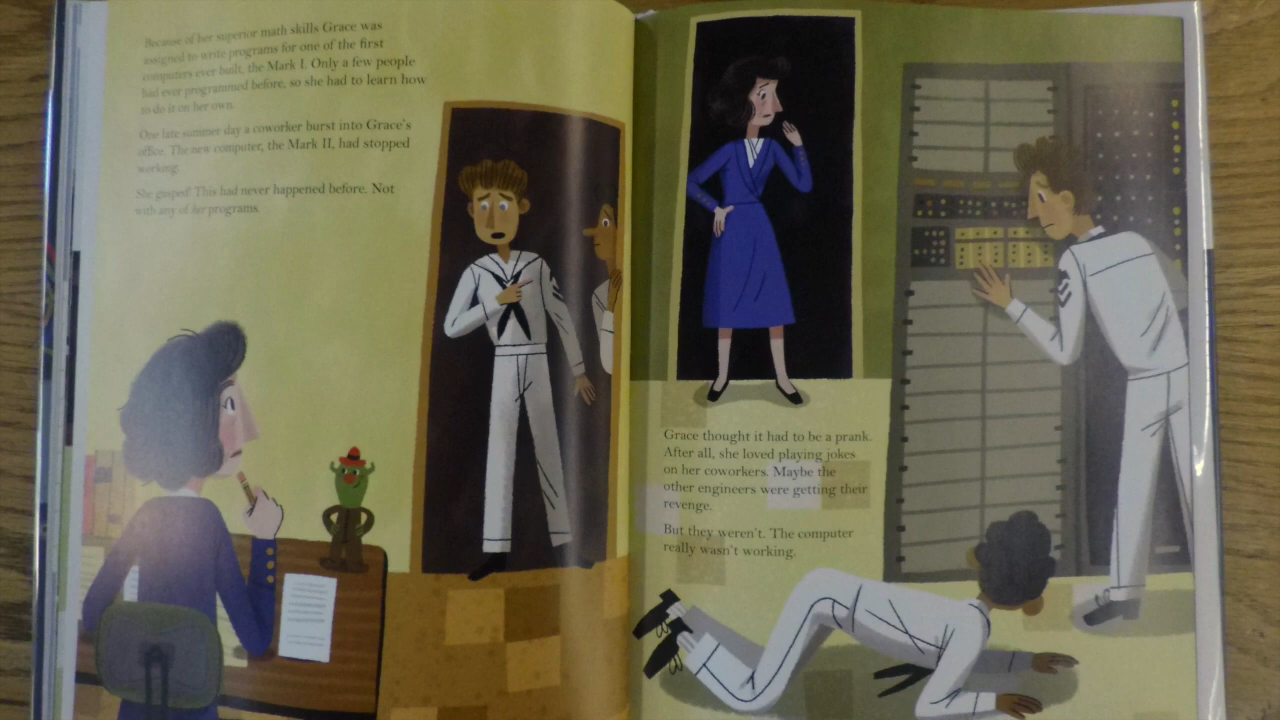 Because of her superior math skills Grace was
assigned to write programs for one of the first
computers ever built, the Mark I. Only a few people
had ever programmed before, so she had to learn how
to do it on her own.
One late summer day a coworker burst into Grace's
office. The new computer, the Mark II, had stopped
working.
She gasped! This had never happened before. Not
with any of her programs.
Grace thought it had to be a prank.
After all, she loved playing jokes
on her coworkers. Maybe the
other engineers were getting their
revenge.
But they weren't. The computer
really wasn't working.